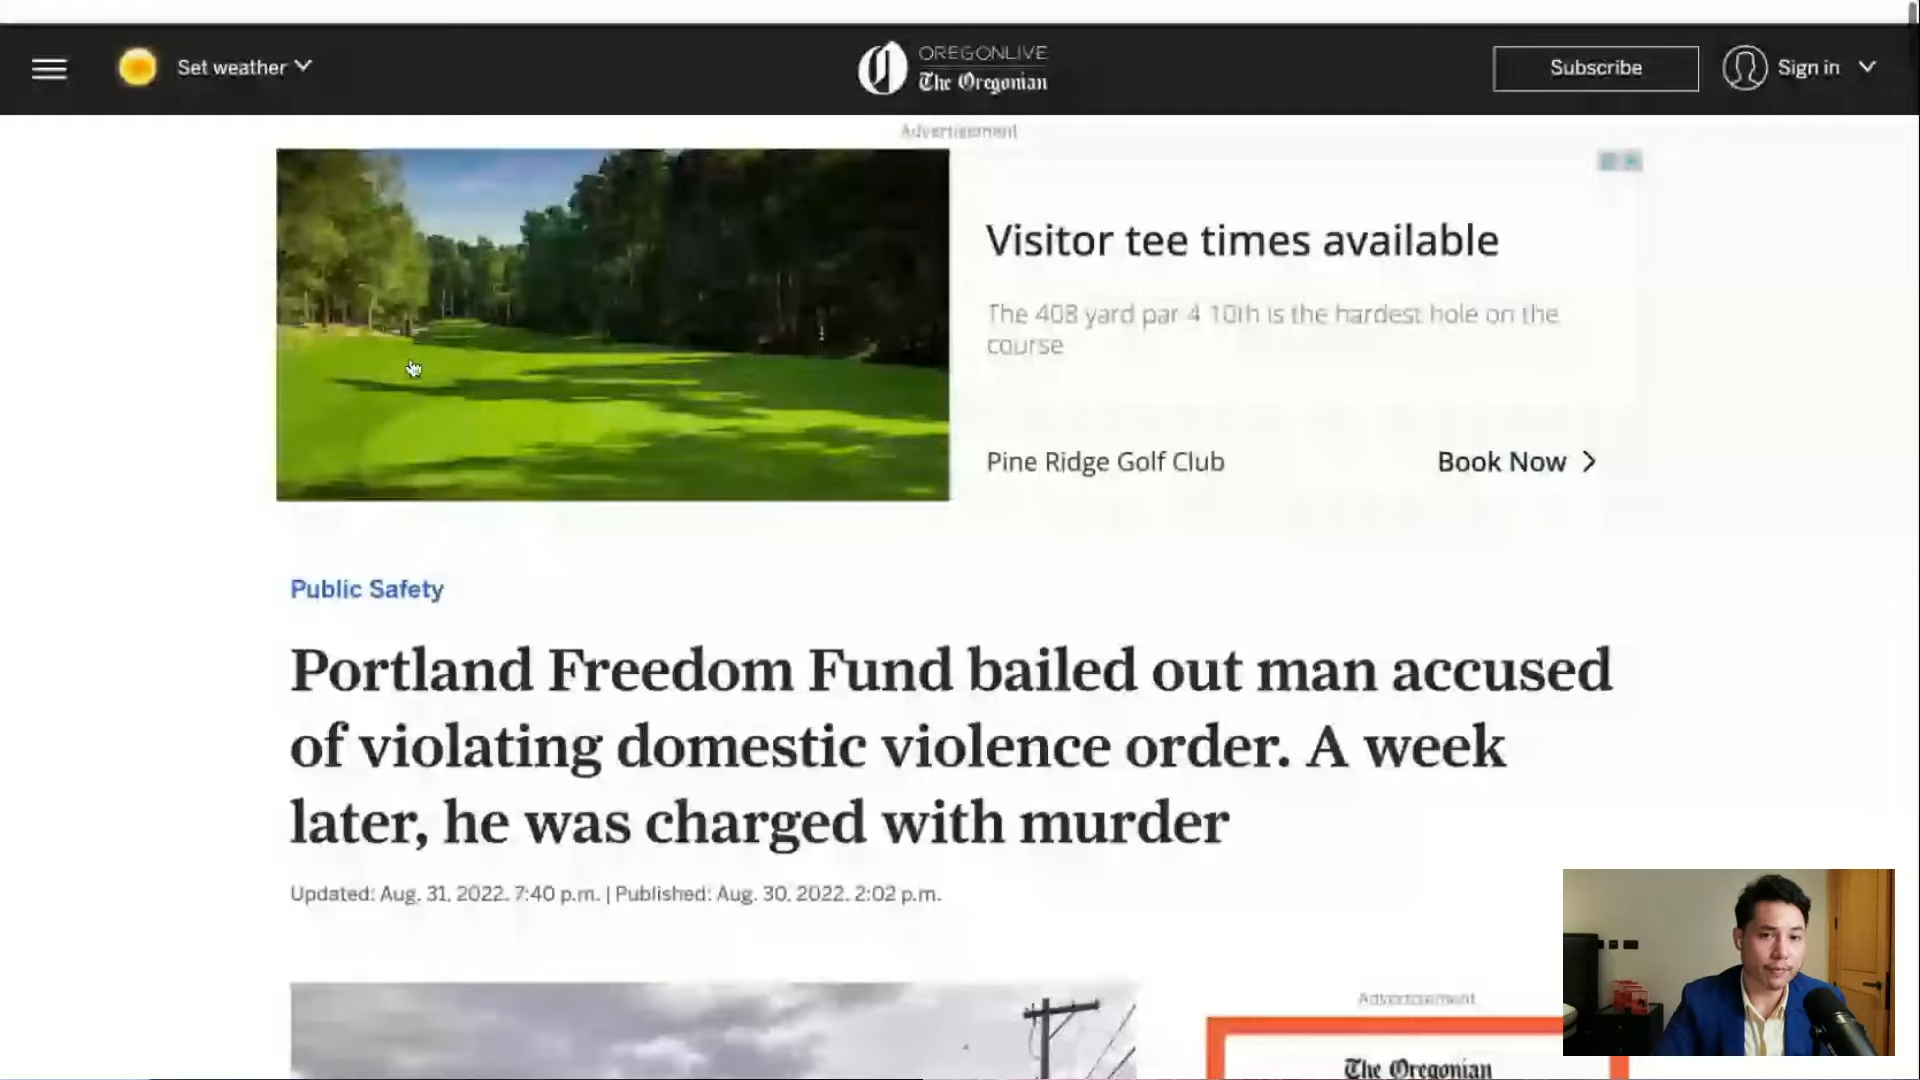 Set weather
OREGONLIVE
The Oregonian
Subscribe
Sign in
Advertisement
Visitor tee times available
The 408 yard par 4 10th is the hardest hole on the
course
Pine Ridge Golf Club
Book Now
Public Safety
Portland Freedom Fund bailed out man accused
of violating domestic violence order. A week
later, he was charged with murder
Updated: Aug. 31, 2022, 7:40 p.m. | Published: Aug. 30, 2022, 2:02 p.m.
Advertisement
The Oregonian